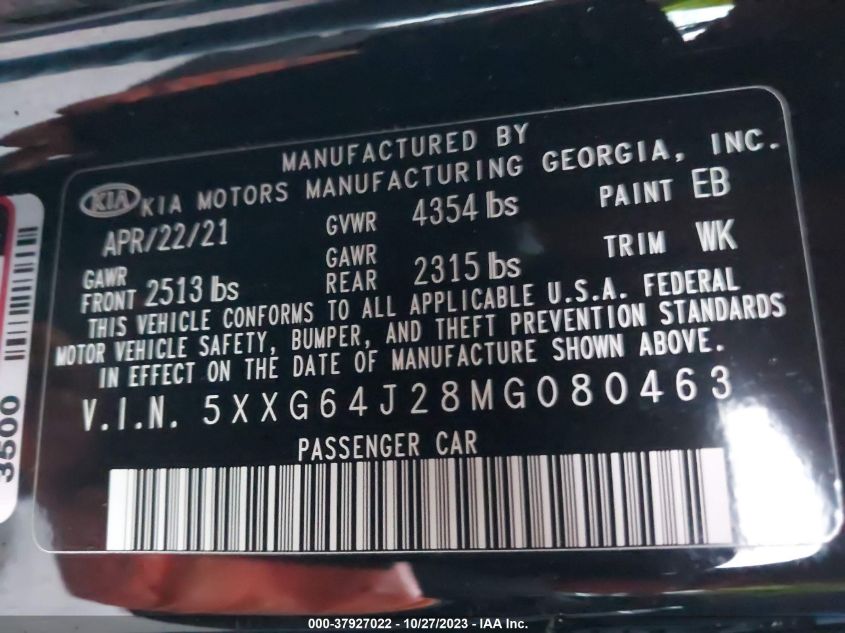 MANUFACTURED BY
KIA KIA MOTORS MANUFACTURING GEORGIA, INC.
APR/22/21 GVWR 4354 lbs PAINT EB
GAWR FRONT 2513 lbs GAWR REAR 2315 lbs TRIM WK
THIS VEHICLE CONFORMS TO ALL APPLICABLE U.S.A. FEDERAL
MOTOR VEHICLE SAFETY, BUMPER, AND THEFT PREVENTION STANDARDS
IN EFFECT ON THE DATE OF MANUFACTURE SHOWN ABOVE.
V.I.N. 5XXG64J28MG080463
PASSENGER CAR
3500
000-37927022 - 10/27/2023 - IAA Inc.